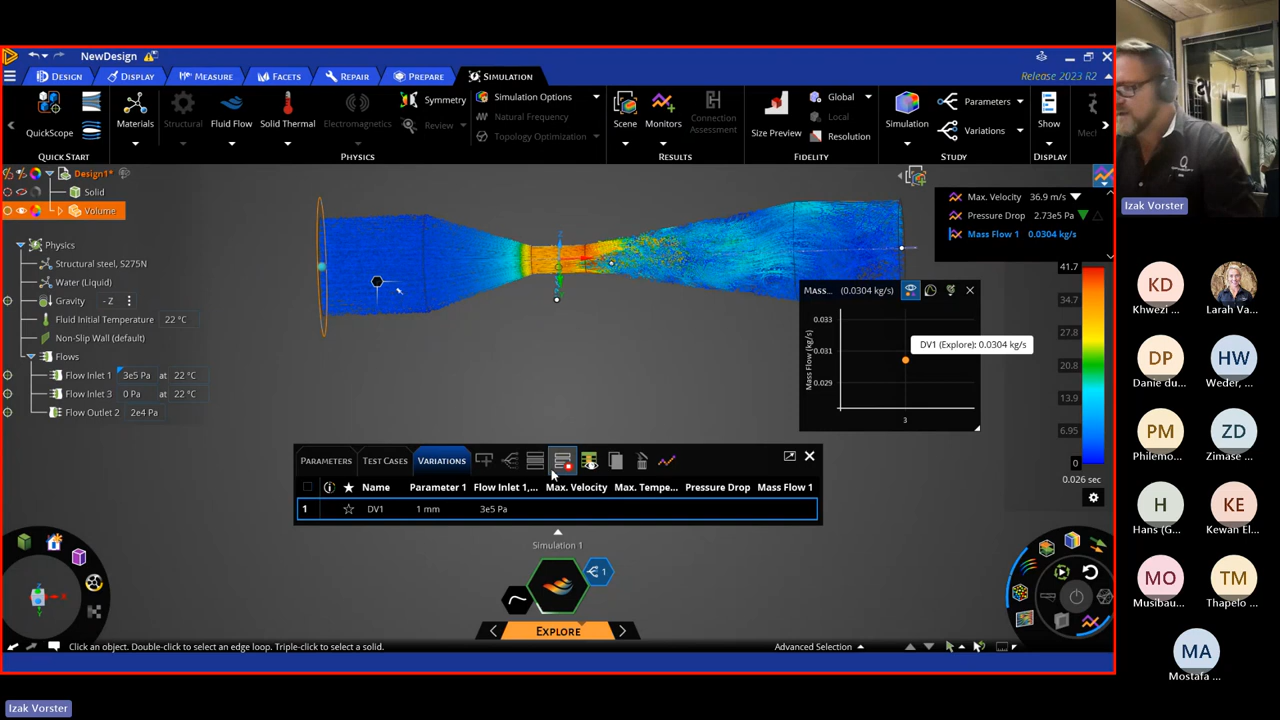 NewDesign
DESIGN DISPLAY MEASURE FACETS REPAIR PREPARE SIMULATION Release 2023 R2
QuickScope Materials Structural Fluid Flow Solid Thermal Electromagnetics Symmetry Review
Simulation Options
Natural Frequency
Topology Optimization
Scene Monitors Connection Assessment Size Preview Global Local Resolution Simulation Parameters Variations Show
QUICK START PHYSICS RESULTS FIDELITY STUDY DISPLAY
Design1*
Solid
Volume
Physics
Structural steel, S275N
Water (Liquid)
Gravity - Z
Fluid Initial Temperature 22 °C
Non-Slip Wall (default)
Flows
Flow Inlet 1 3e5 Pa at 22 °C
Flow Inlet 3 0 Pa at 22 °C
Flow Outlet 2 2e4 Pa
Z
Max. Velocity 36.9 m/s
Pressure Drop 2.73e5 Pa
Mass Flow 1 0.0304 kg/s
41.7
34.7
27.8
20.8
13.9
6.95
0
0.026 sec
MASS... (0.0304 kg/s)
Mass Flow (kg/s)
0.033
0.031
0.029
3
DV1 (Explore): 0.0304 kg/s
PARAMETERS TEST CASES VARIATIONS
Name Parameter 1 Flow Inlet 1,... Max. Velocity Max. Tempe... Pressure Drop Mass Flow 1
1 DV1 1 mm 3e5 Pa
Simulation 1
1
EXPLORE
Click an object. Double-click to select an edge loop. Triple-click to select a solid.
Advanced Selection
Izak Vorster
Izak Vorster
KD
Khwezi ...
Larah Va...
DP
Danie du...
HW
Weder, ...
PM
Philemo...
ZD
Zimase ...
H
Hans (G...
KE
Kewan El...
MO
Musibau...
TM
Thapelo ...
MA
Mostafa ...